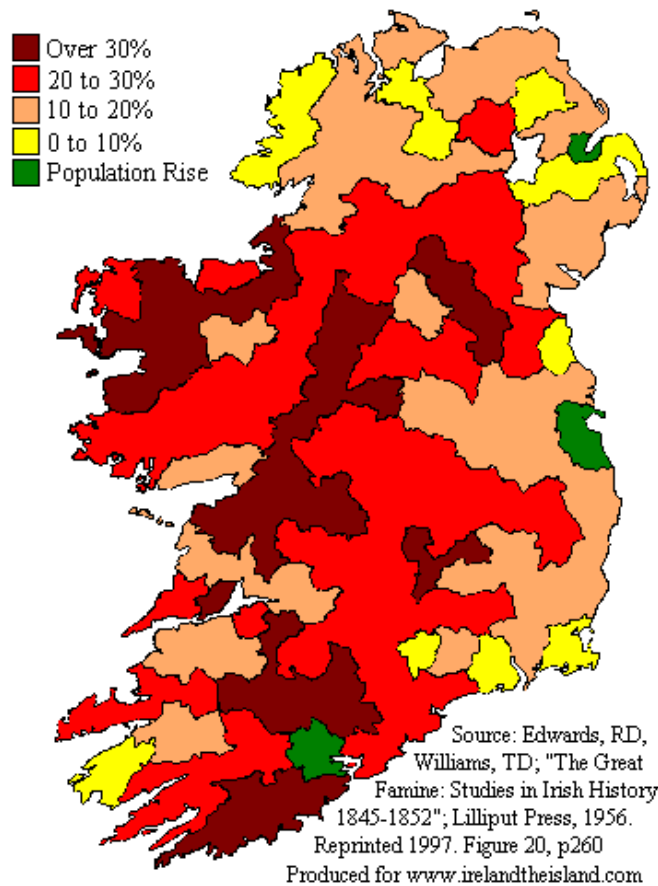 Over 30%
20 to 30%
10 to 20%
0 to 10%
Population Rise
Source: Edwards, RD,
Williams, TD; "The Great
Famine: Studies in Irish History
1845-1852"; Lilliput Press, 1956.
Reprinted 1997. Figure 20, p260
Produced for www.irelandtheisland.com